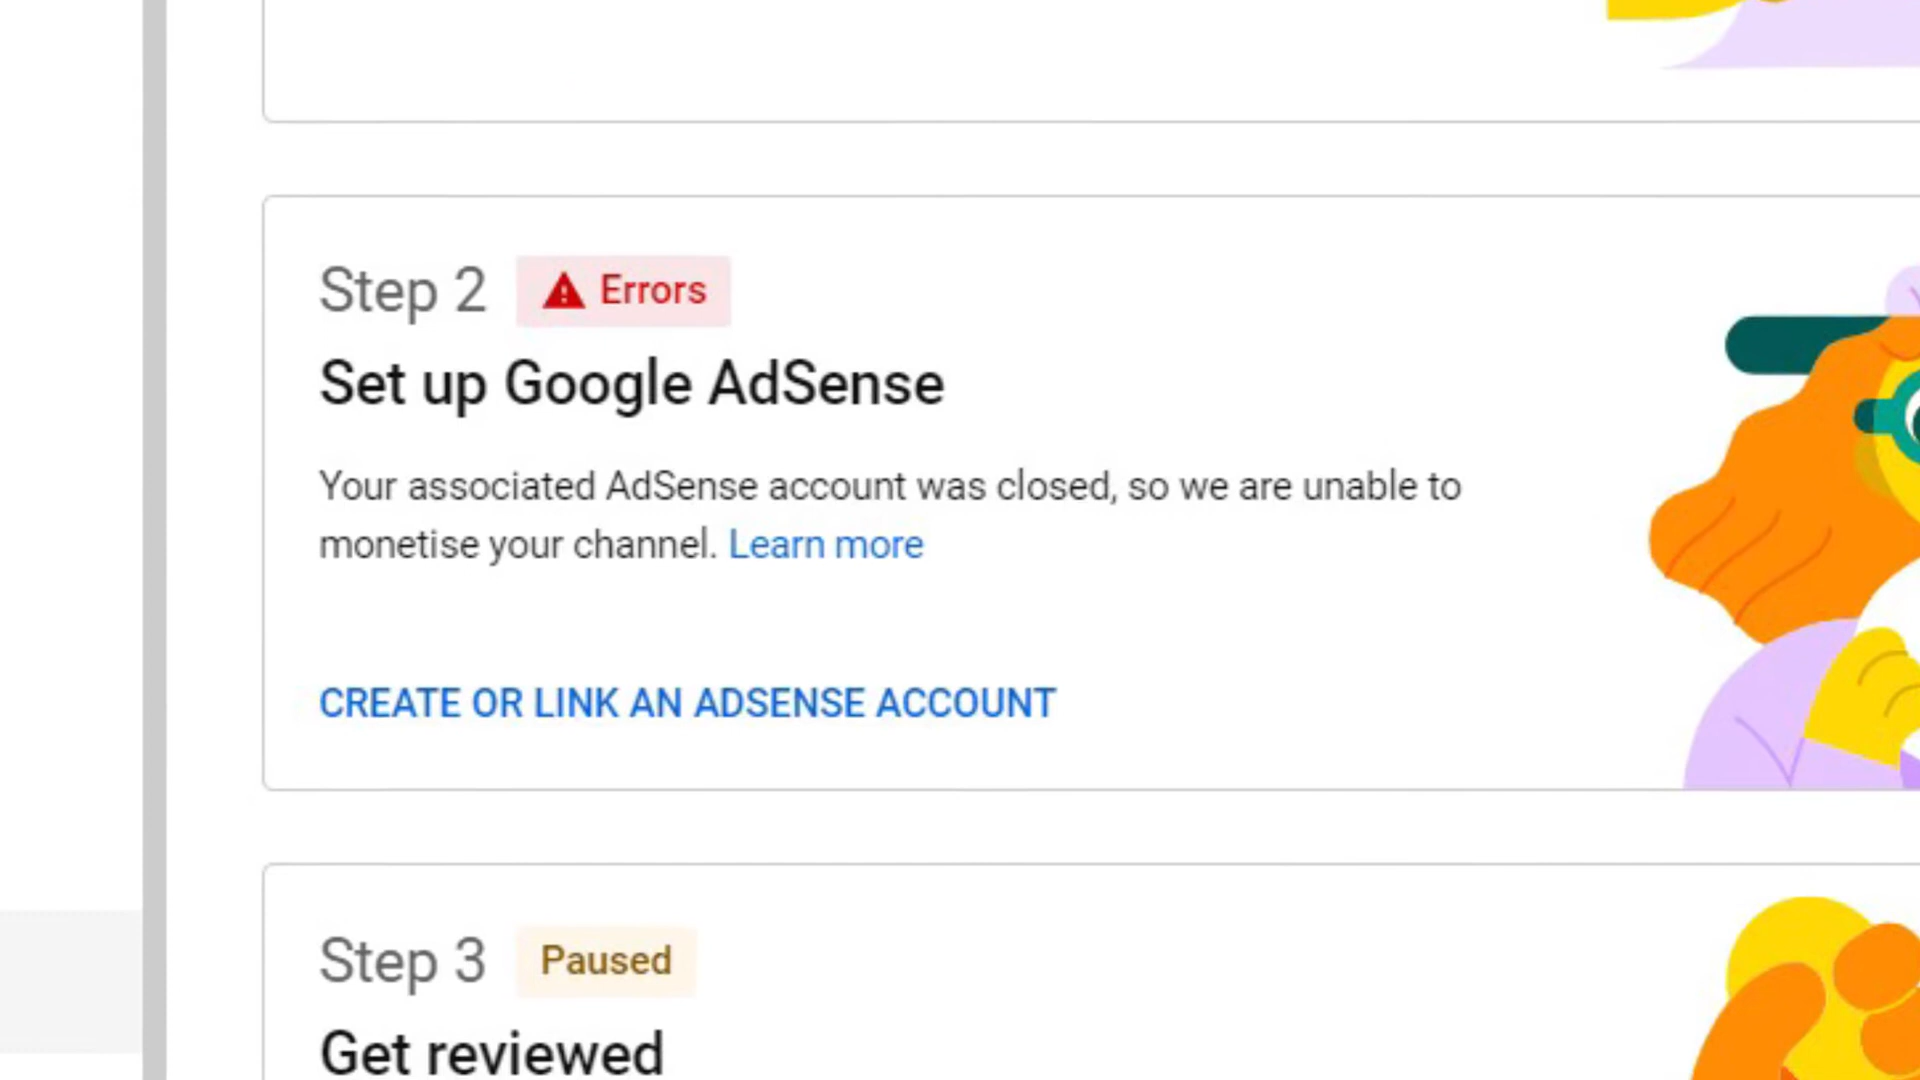 Step 2 Errors
Set up Google AdSense
Your associated AdSense account was closed, so we are unable to
monetise your channel. Learn more
CREATE OR LINK AN ADSENSE ACCOUNT
Step 3 Paused
Get reviewed